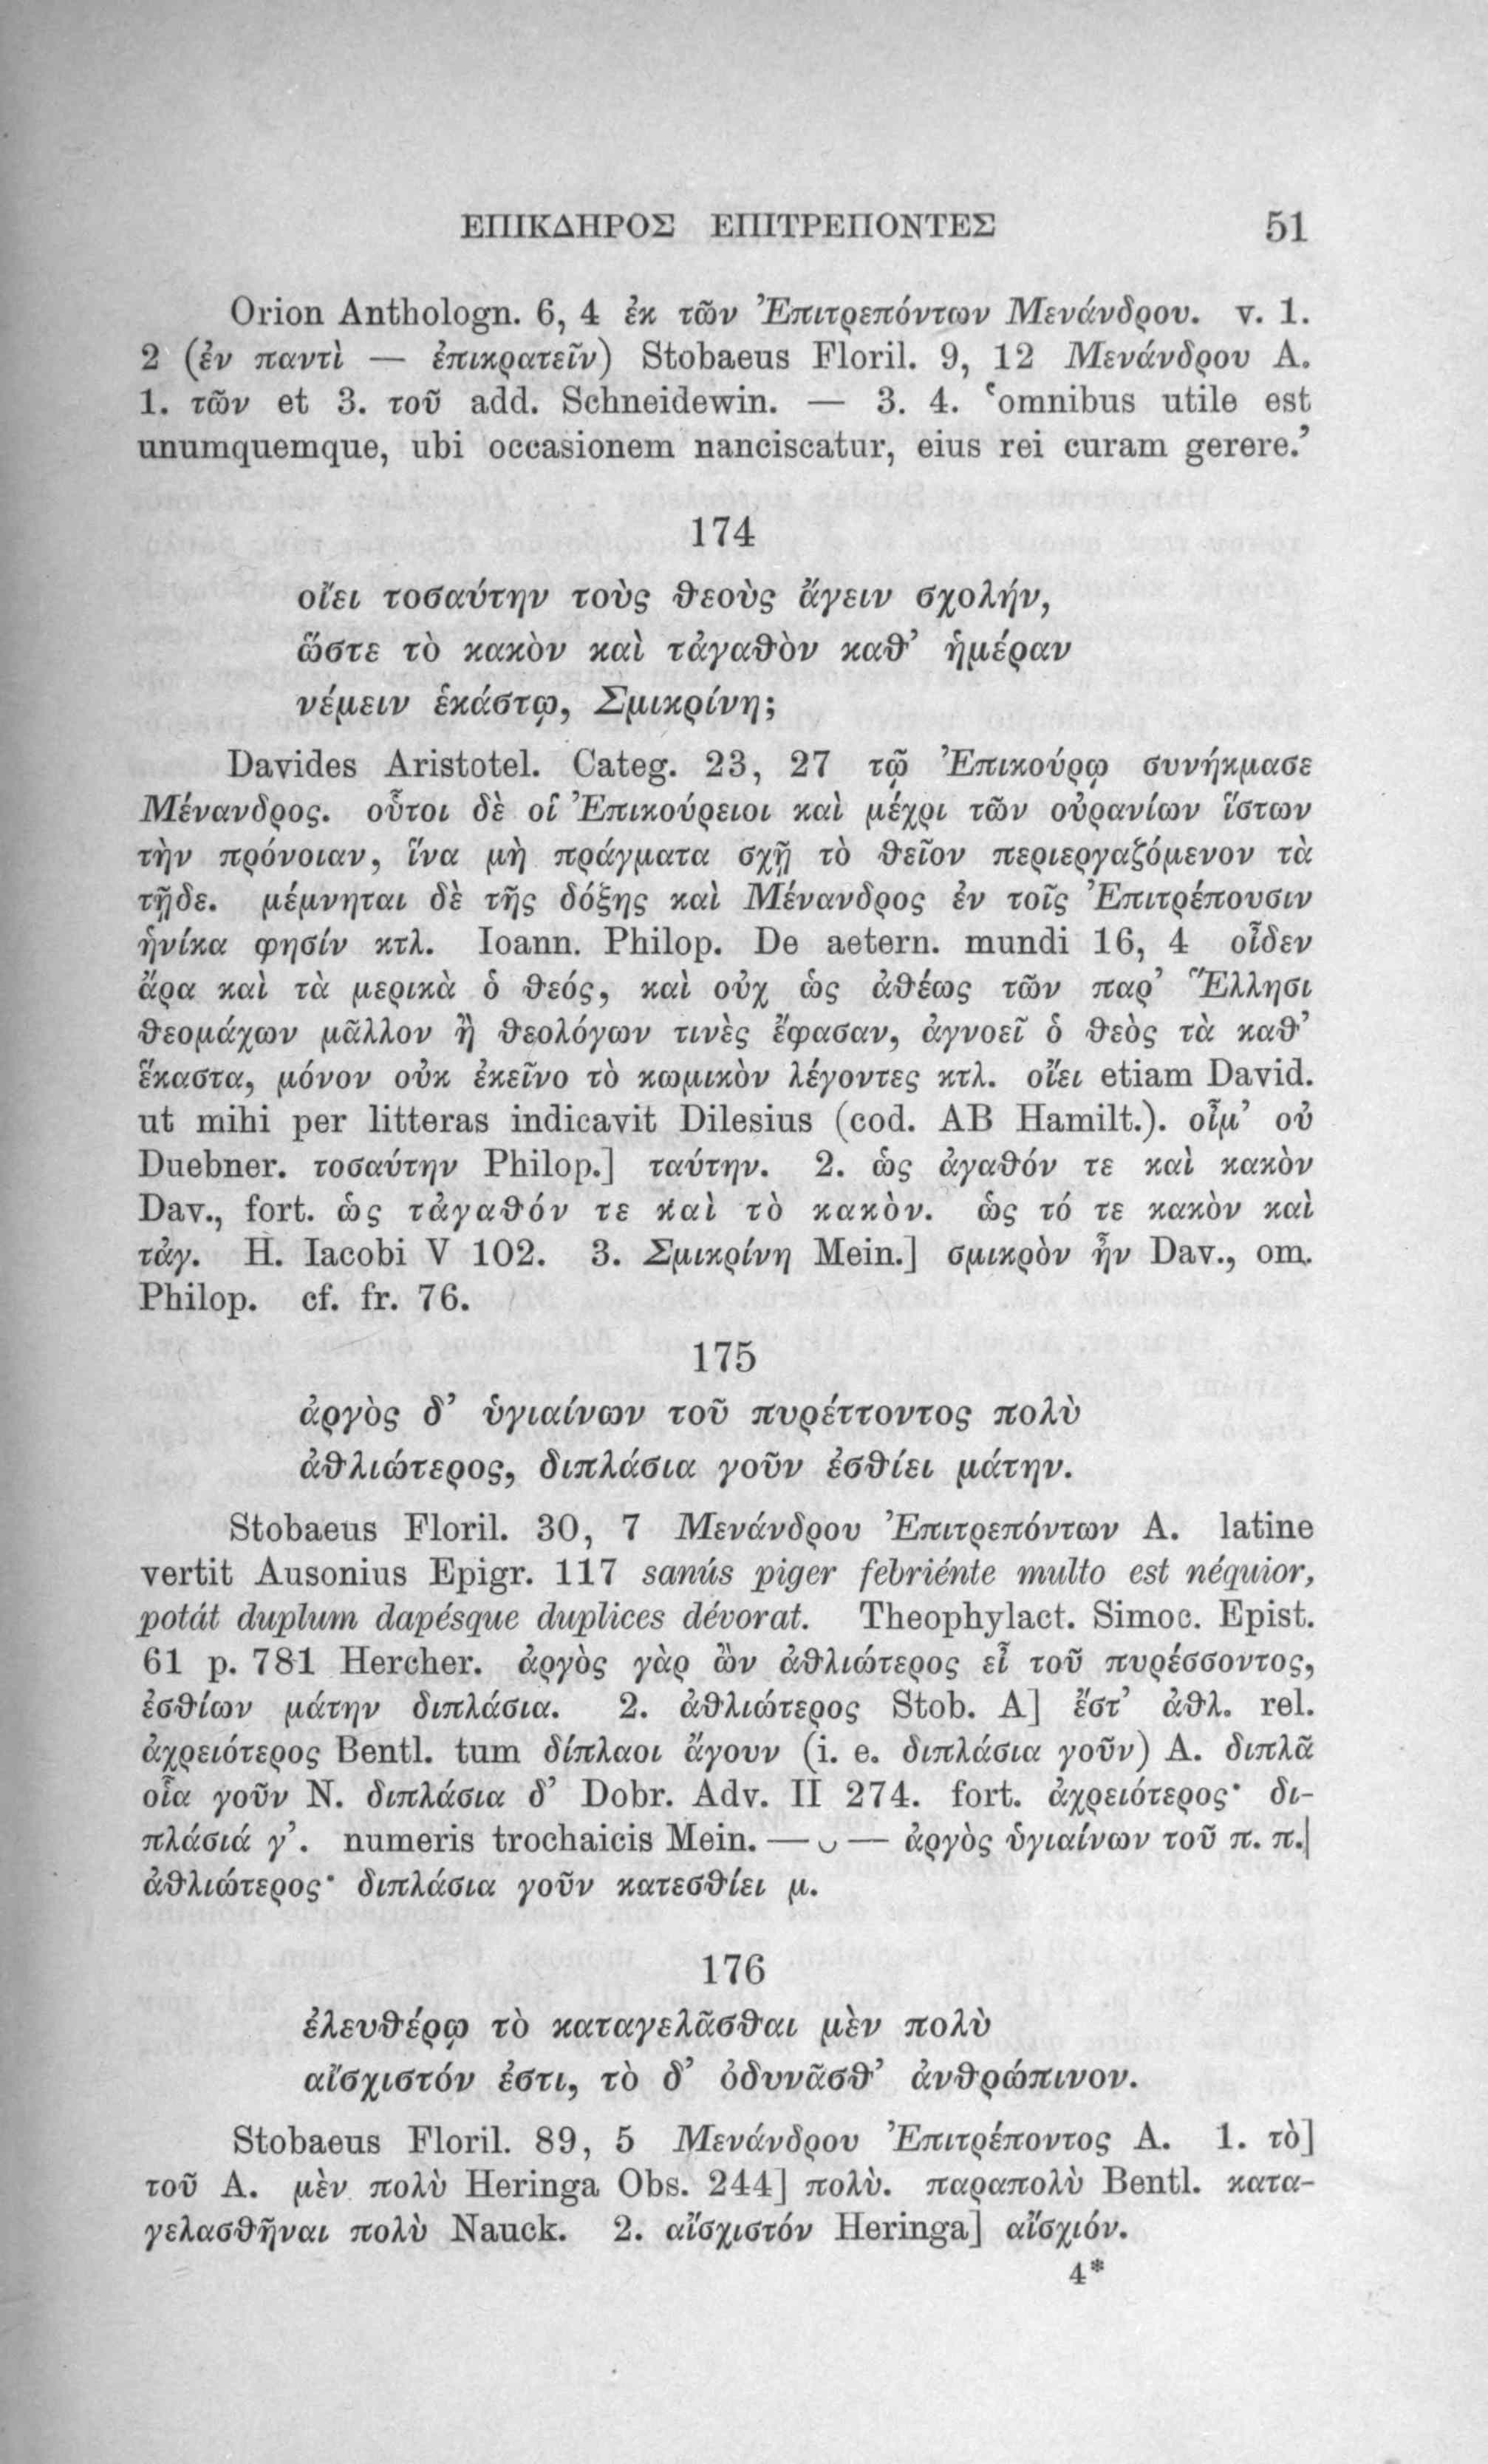 ΕΠΙΚΔΗΡΟΣ ΕΠΙΤΡΕΠΟΝΤΕΣ 51
Orion Anthologn. 6, 4 ἐκ τῶν Ἐπιτρεπόντων Μενάνδρου. v. 1.
2 (ἐν παντὶ — ἐπικρατεῖν) Stobaeus Floril. 9, 12 Μενάνδρου A.
1. τῶν et 3. τοῦ add. Schneidewin. — 3. 4. ‘omnibus utile est
unumquemque, ubi occasionem nanciscatur, eius rei curam gerere.’
174
οἴει τοσαύτην τοὺς θεοὺς ἄγειν σχολήν,
ὥστε τὸ κακὸν καὶ τἀγαθὸν καθ’ ἡμέραν
νέμειν ἑκάστῳ, Σμικρίνη;
Davides Aristotel. Categ. 23, 27 τῷ Ἐπικούρῳ συνήκμασε
Μένανδρος. οὗτοι δὲ οἱ Ἐπικούρειοι καὶ μέχρι τῶν οὐρανίων ἵστων
τὴν πρόνοιαν, ἵνα μὴ πράγματα σχῇ τὸ θεῖον περιεργαζόμενον τὰ
τῇδε. μέμνηται δὲ τῆς δόξης καὶ Μένανδρος ἐν τοῖς Ἐπιτρέπουσιν
ἡνίκα φησίν κτλ. Ioann. Philop. De aetern. mundi 16, 4 οἶδεν
ἄρα καὶ τὰ μερικὰ ὁ θεός, καὶ οὐχ ὡς ἀθέως τῶν παρ’ Ἕλλησι
θεομάχων μᾶλλον ἢ θεολόγων τινὲς ἔφασαν, ἀγνοεῖ ὁ θεὸς τὰ καθ’
ἕκαστα, μόνον οὐκ ἐκεῖνο τὸ κωμικὸν λέγοντες κτλ. οἴει etiam David.
ut mihi per litteras indicavit Dilesius (cod. AB Hamilt.). οἶμ’ οὐ
Duebner. τοσαύτην Philop.] ταύτην. 2. ὡς ἀγαθόν τε καὶ κακὸν
Dav., fort. ὡς τἀγαθόν τε καὶ τὸ κακὸν. ὡς τό τε κακὸν καὶ
τἀγ. H. Iacobi V 102. 3. Σμικρίνη Mein.] σμικρὸν ἦν Dav., om.
Philop. cf. fr. 76.
175
ἀργὸς δ’ ὑγιαίνων τοῦ πυρέττοντος πολὺ
ἀθλιώτερος, διπλάσια γοῦν ἐσθίει μάτην.
Stobaeus Floril. 30, 7 Μενάνδρου Ἐπιτρεπόντων A. latine
vertit Ausonius Epigr. 117 sanús piger febriénte multo est néquior,
potát duplum dapésque duplices dévorat. Theophylact. Simoc. Epist.
61 p. 781 Hercher. ἀργὸς γὰρ ὢν ἀθλιώτερος εἶ τοῦ πυρέσσοντος,
ἐσθίων μάτην διπλάσια. 2. ἀθλιώτερος Stob. A] ἔστ’ ἀθλ. rel.
ἀχρειότερος Bentl. tum δίπλαοι ἄγουν (i. e. διπλάσια γοῦν) A. διπλᾶ
οἷα γοῦν N. διπλάσια δ’ Dobr. Adv. II 274. fort. ἀχρειότερος· δι-
πλάσιά γ’. numeris trochaicis Mein. — ⏑ — ἀργὸς ὑγιαίνων τοῦ π. π.|
ἀθλιώτερος· διπλάσια γοῦν κατεσθίει μ.
176
ἐλευθέρῳ τὸ καταγελᾶσθαι μὲν πολὺ
αἴσχιστόν ἐστι, τὸ δ’ ὀδυνᾶσθ’ ἀνθρώπινον.
Stobaeus Floril. 89, 5 Μενάνδρου Ἐπιτρέποντος A. 1. τὸ]
τοῦ A. μὲν πολὺ Heringa Obs. 244] πολὺ. παραπολὺ Bentl. κατα-
γελασθῆναι πολὺ Nauck. 2. αἴσχιστόν Heringa] αἴσχιόν.
4*